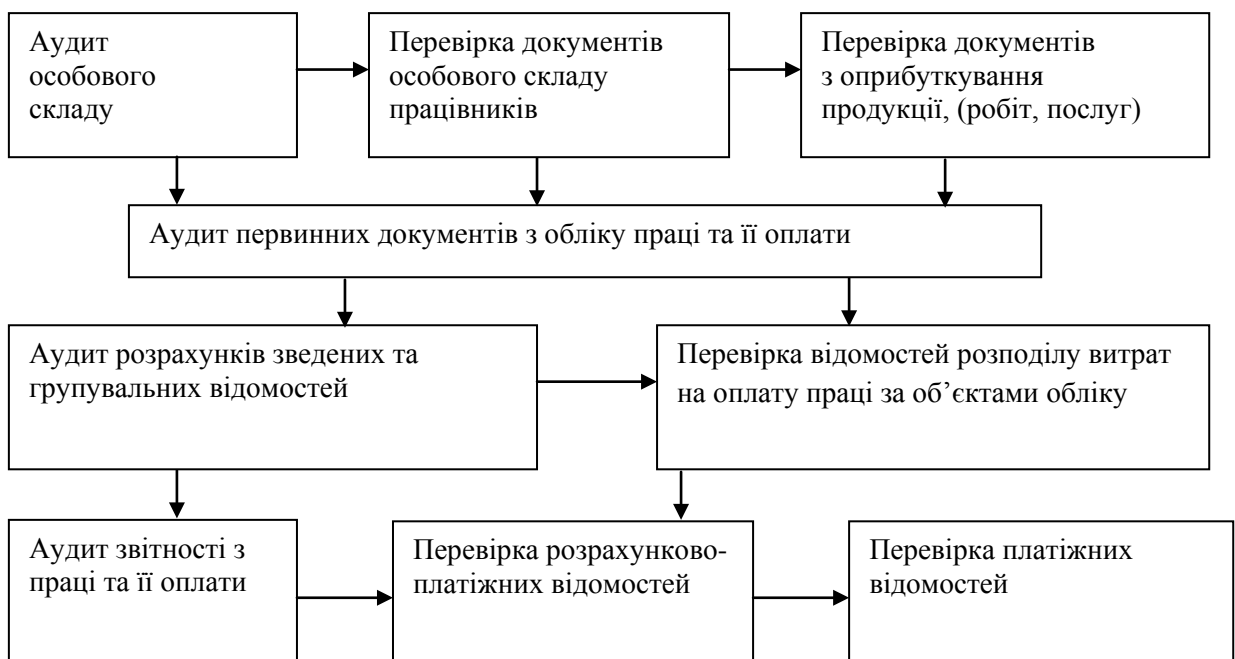 Аудит
особового
складу
Перевірка документів
особового складу
працівників
Перевірка документів
з оприбуткування
продукції, (робіт, послуг)
Аудит первинних документів з обліку праці та її оплати
Аудит розрахунків зведених та
групувальних відомостей
Перевірка відомостей розподілу витрат
на оплату праці за об’єктами обліку
Аудит звітності з
праці та її оплати
Перевірка розрахунково-
платіжних відомостей
Перевірка платіжних
відомостей